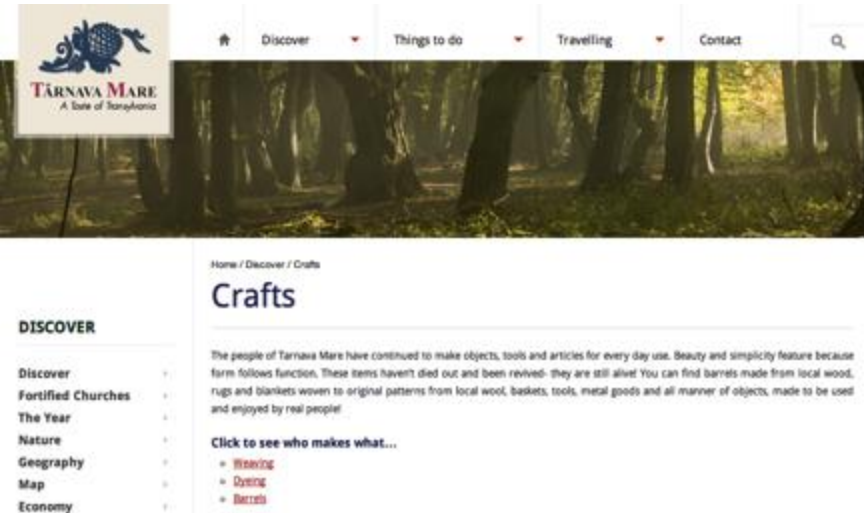 Discover
Things to do
Travelling
Contact
TÂRNAVA MARE
A Taste of Transylvania
Home / Discover / Crafts
Crafts
DISCOVER
Discover
Fortified Churches
The Year
Nature
Geography
Map
Economy
The people of Tarnava Mare have continued to make objects, tools and articles for every day use. Beauty and simplicity feature because
form follows function. These items haven't died out and been revived- they are still alive! You can find barrels made from local wood,
rugs and blankets woven to original patterns from local wool, baskets, tools, metal goods and all manner of objects, made to be used
and enjoyed by real people!
Click to see who makes what...
Weaving
Dyeing
Barrels